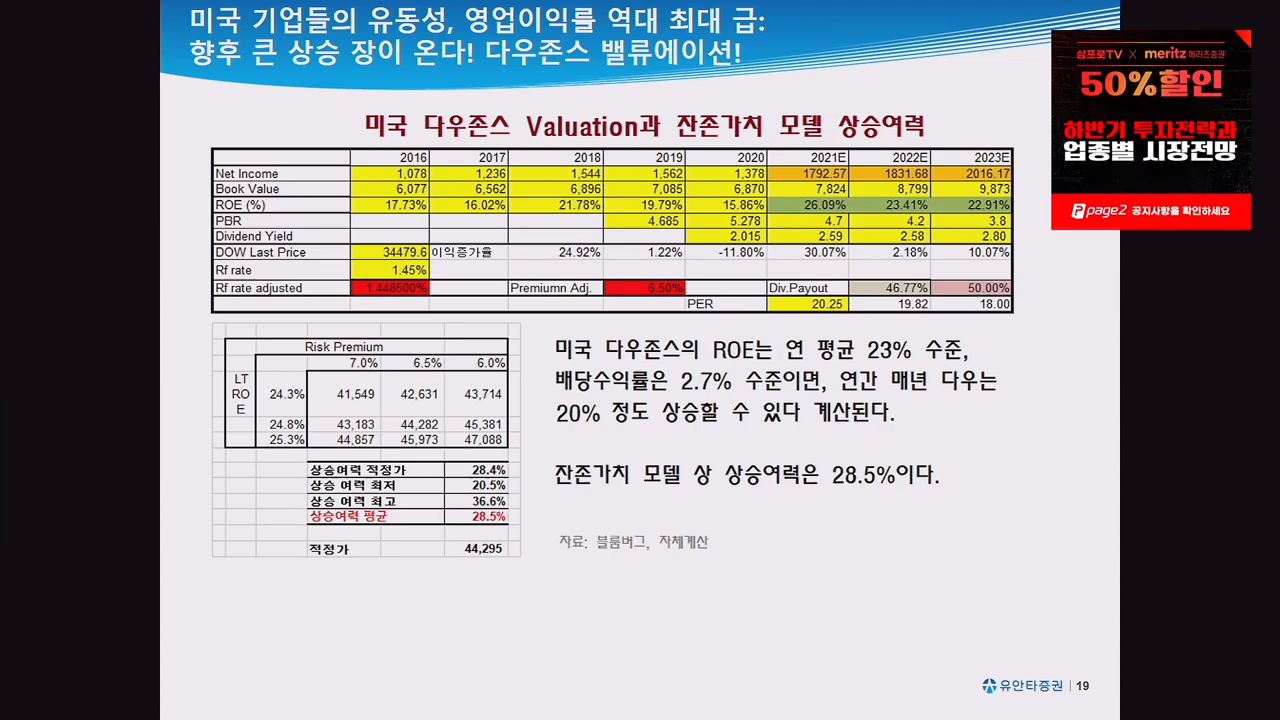 미국 기업들의 유동성, 영업이익률 역대 최대 급:
향후 큰 상승 장이 온다! 다우존스 밸류에이션!
삼프로TV × meritz 메리츠증권
50%할인
하반기 투자전략과
업종별 시장전망
page2 공지사항을 확인하세요
미국 다우존스 Valuation과 잔존가치 모델 상승여력
2016 2017 2018 2019 2020 2021E 2022E 2023E
Net Income 1,078 1,236 1,544 1,562 1,378 1792.57 1831.68 2016.17
Book Value 6,077 6,562 6,896 7,085 6,870 7,824 8,799 9,873
ROE (%) 17.73% 16.02% 21.78% 19.79% 15.86% 26.09% 23.41% 22.91%
PBR 4.685 5.278 4.7 4.2 3.8
Dividend Yield 2.015 2.59 2.58 2.80
DOW Last Price 34479.6 이익증가율 24.92% 1.22% -11.80% 30.07% 2.18% 10.07%
Rf rate 1.45%
Rf rate adjusted 1.448500% Premiumn Adj. 6.50% Div.Payout 46.77% 50.00%
PER 20.25 19.82 18.00
Risk Premium
7.0% 6.5% 6.0%
LT
RO
E
24.3% 41,549 42,631 43,714
24.8% 43,183 44,282 45,381
25.3% 44,857 45,973 47,088
상승여력 적정가 28.4%
상승 여력 최저 20.5%
상승 여력 최고 36.6%
상승여력 평균 28.5%
적정가 44,295
미국 다우존스의 ROE는 연 평균 23% 수준,
배당수익률은 2.7% 수준이면, 연간 매년 다우는
20% 정도 상승할 수 있다 계산된다.
잔존가치 모델 상 상승여력은 28.5%이다.
자료: 블룸버그, 자체계산
유안타증권 | 19